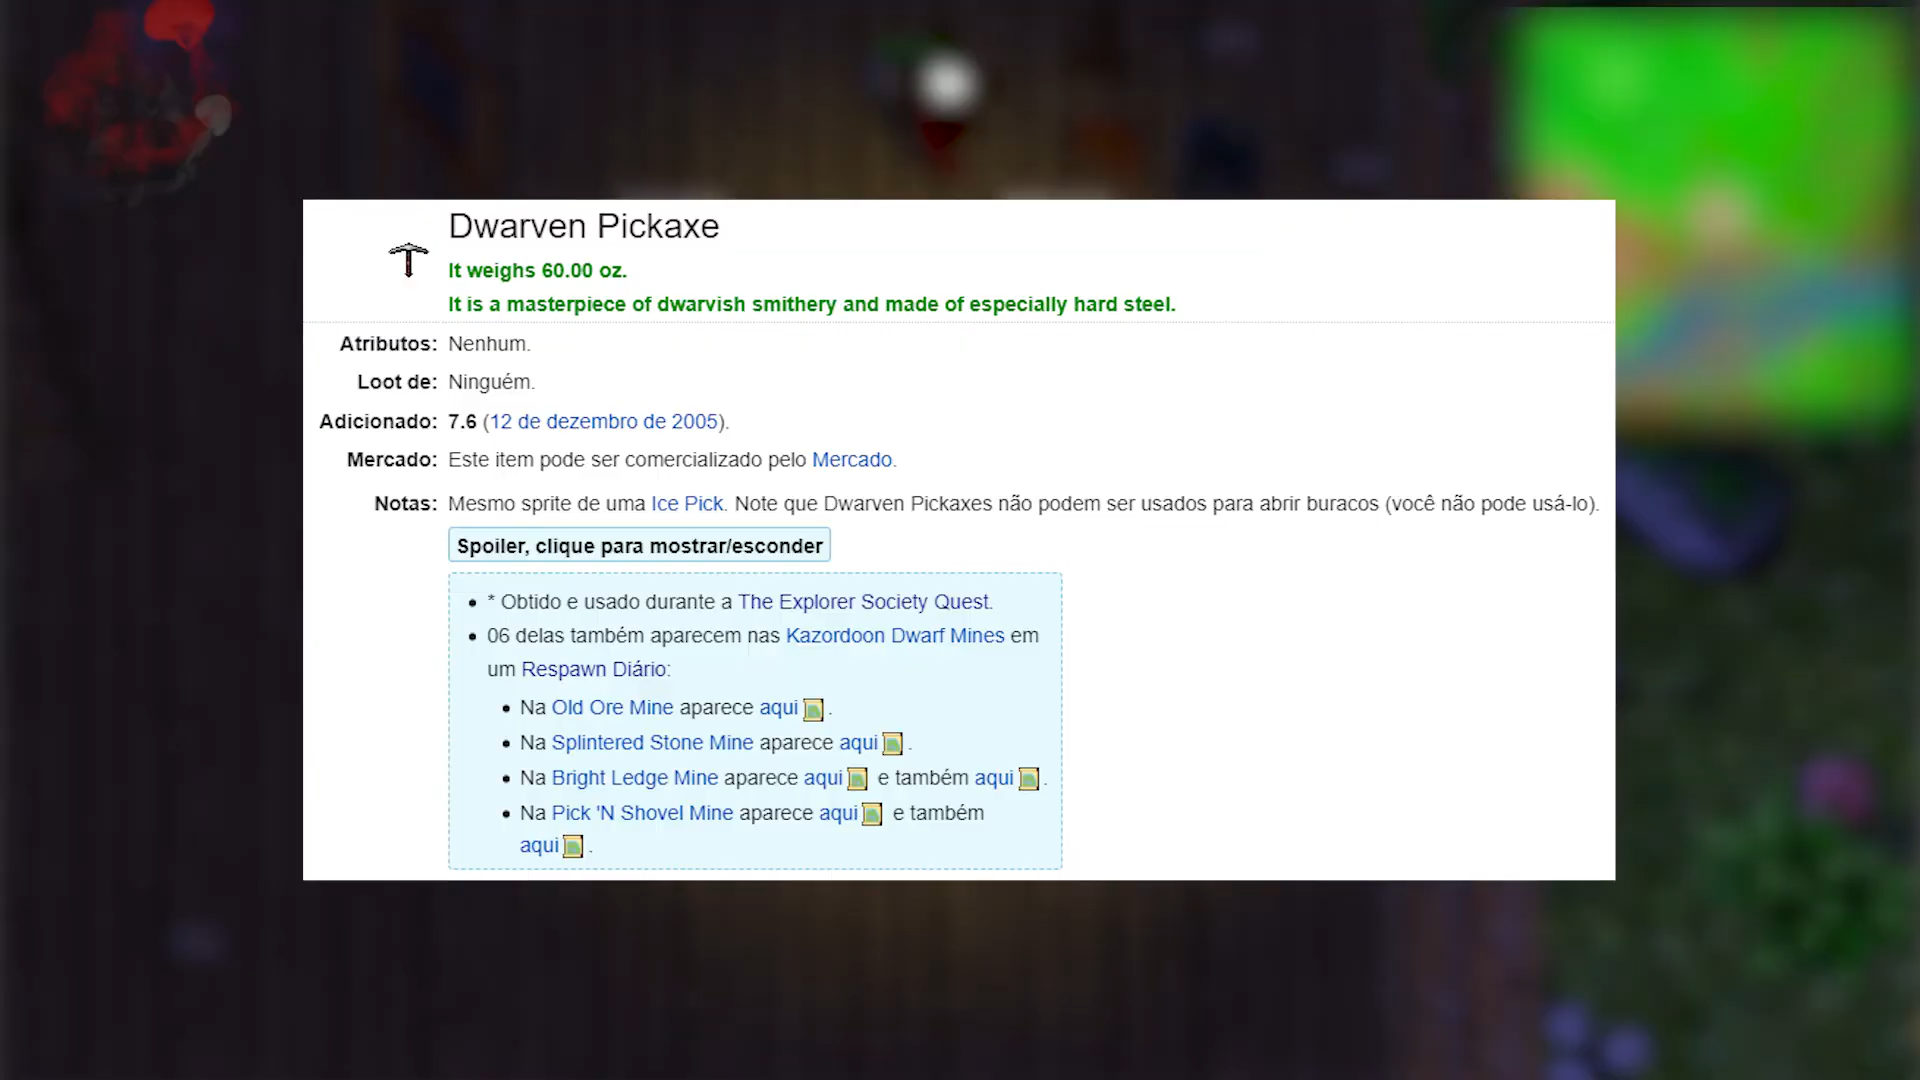 Dwarven Pickaxe
It weighs 60.00 oz.
It is a masterpiece of dwarvish smithery and made of especially hard steel.
Atributos: Nenhum.
Loot de: Ninguém.
Adicionado: 7.6 (12 de dezembro de 2005).
Mercado: Este item pode ser comercializado pelo Mercado.
Notas: Mesmo sprite de uma Ice Pick. Note que Dwarven Pickaxes não podem ser usados para abrir buracos (você não pode usá-lo).
Spoiler, clique para mostrar/esconder
• * Obtido e usado durante a The Explorer Society Quest.
• 06 delas também aparecem nas Kazordoon Dwarf Mines em
um Respawn Diário:
• Na Old Ore Mine aparece aqui .
• Na Splintered Stone Mine aparece aqui .
• Na Bright Ledge Mine aparece aqui e também aqui .
• Na Pick 'N Shovel Mine aparece aqui e também
aqui .